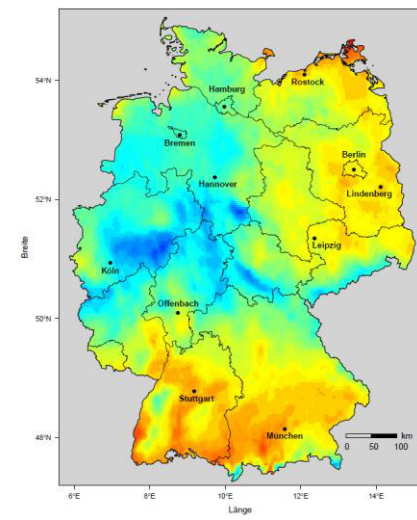 54°N
52°N
50°N
48°N
Breite
Hamburg
Rostock
Bremen
Berlin
Hannover
Lindenberg
Leipzig
Köln
Offenbach
Stuttgart
München
km
0 50 100
6°E 8°E 10°E 12°E 14°E
Länge